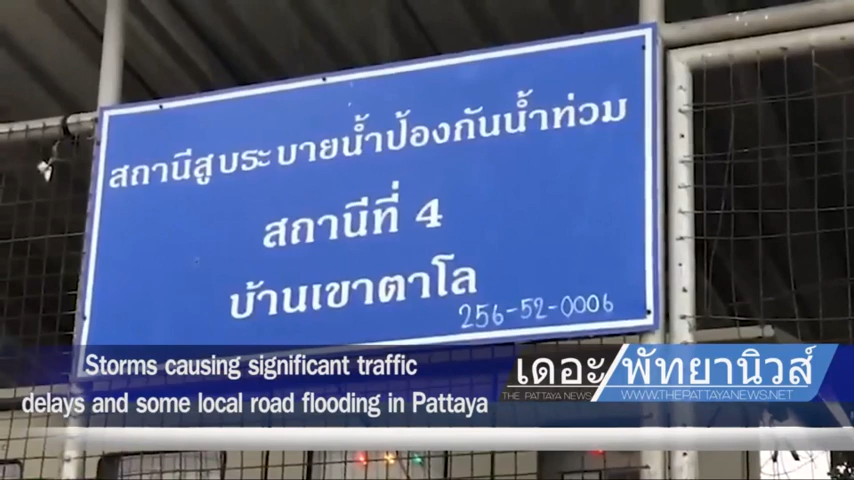 สถานีสูบระบายน้ำป้องกันน้ำท่วม
สถานีที่ 4
บ้านเขาตาโล
256-52-0006
Storms causing significant traffic
delays and some local road flooding in Pattaya
เดอะ/พัทยานิวส์
THE PATTAYA NEWS
WWW.THEPATTAYANEWS.NET